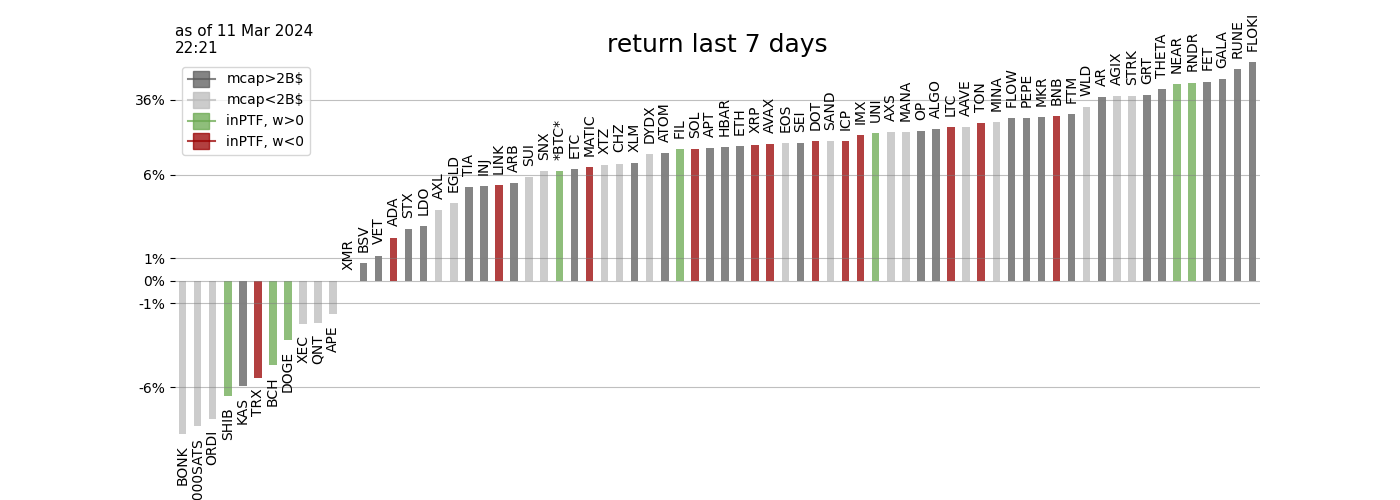 as of 11 Mar 2024
22:21
return last 7 days
mcap>2B$
mcap<2B$
inPTF, w>0
inPTF, w<0
36%
6%
1%
0%
-1%
-6%
BONK
000SATS
ORDI
SHIB
KAS
TRX
BCH
DOGE
XEC
QNT
APE
XMR
BSV
VET
ADA
STX
LDO
AXL
EGLD
TIA
INJ
LINK
ARB
SUI
SNX
*BTC*
ETC
MATIC
XTZ
CHZ
XLM
DYDX
ATOM
FIL
SOL
APT
HBAR
ETH
XRP
AVAX
EOS
SEI
DOT
SAND
ICP
IMX
UNI
AXS
MANA
OP
ALGO
LTC
AAVE
TON
MINA
FLOW
PEPE
MKR
BNB
FTM
WLD
AR
AGIX
STRK
GRT
THETA
NEAR
RNDR
FET
GALA
RUNE
FLOKI